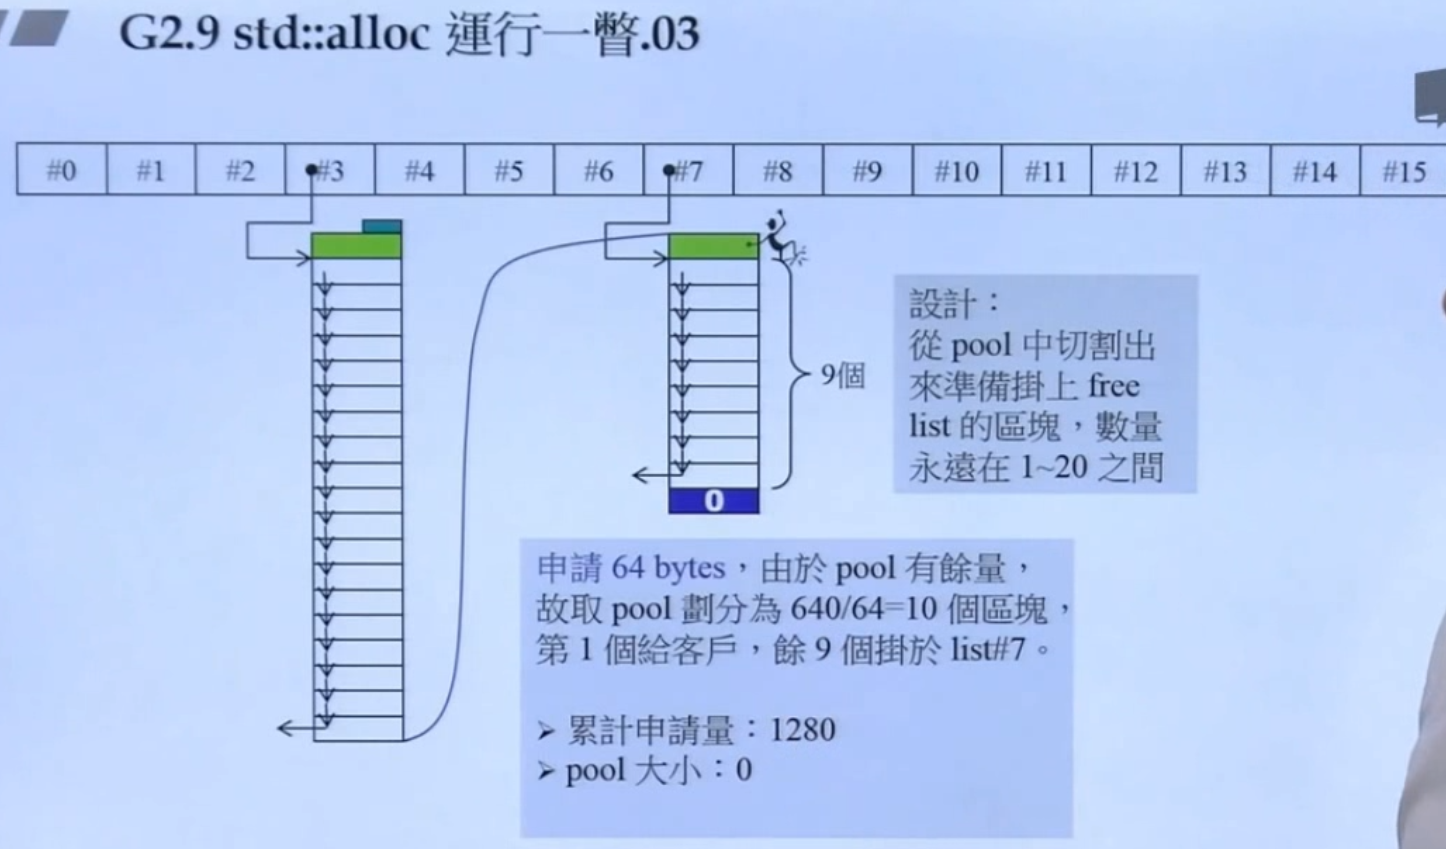 G2.9 std::alloc 運行一瞥.03
#0 #1 #2 #3 #4 #5 #6 #7 #8 #9 #10 #11 #12 #13 #14 #15
設計：
從 pool 中切割出
來準備掛上 free
list 的區塊，數量
永遠在 1~20 之間
9個
0
申請 64 bytes，由於 pool 有餘量，
故取 pool 劃分為 640/64=10 個區塊，
第 1 個給客戶，餘 9 個掛於 list#7。
➢ 累計申請量：1280
➢ pool 大小：0